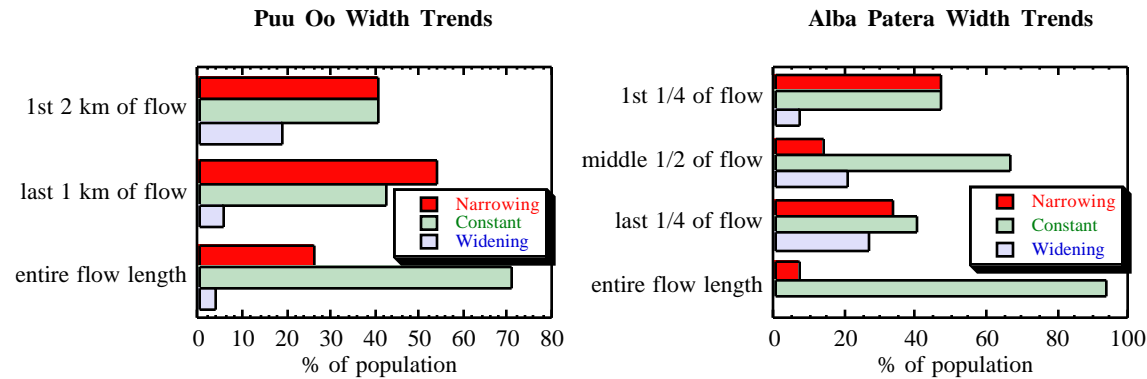 Puu Oo Width Trends
1st 2 km of flow
last 1 km of flow
entire flow length
Narrowing
Constant
Widening
0 10 20 30 40 50 60 70 80
% of population
Alba Patera Width Trends
1st 1/4 of flow
middle 1/2 of flow
last 1/4 of flow
entire flow length
Narrowing
Constant
Widening
0 20 40 60 80 100
% of population